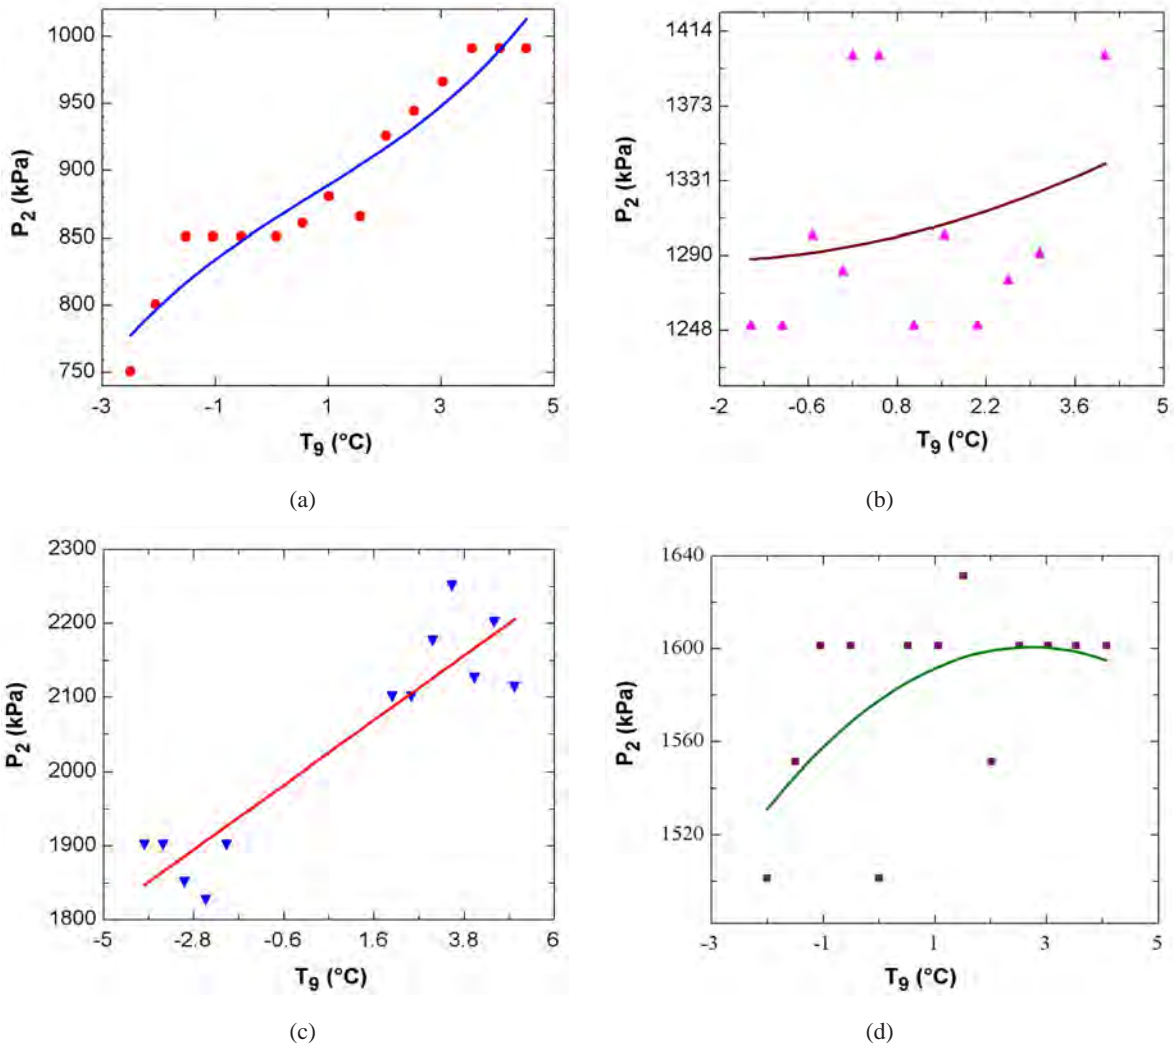 1000
950
900
850
800
750
P2 (kPa)
-3 -1 1 3 5
T9 (°C)
(a)
1414
1373
1331
1290
1248
P2 (kPa)
-2 -0.6 0.8 2.2 3.6 5
T9 (°C)
(b)
2300
2200
2100
2000
1900
1800
P2 (kPa)
-5 -2.8 -0.6 1.6 3.8 6
T9 (°C)
(c)
1640
1600
1560
1520
P2 (kPa)
-3 -1 1 3 5
T9 (°C)
(d)